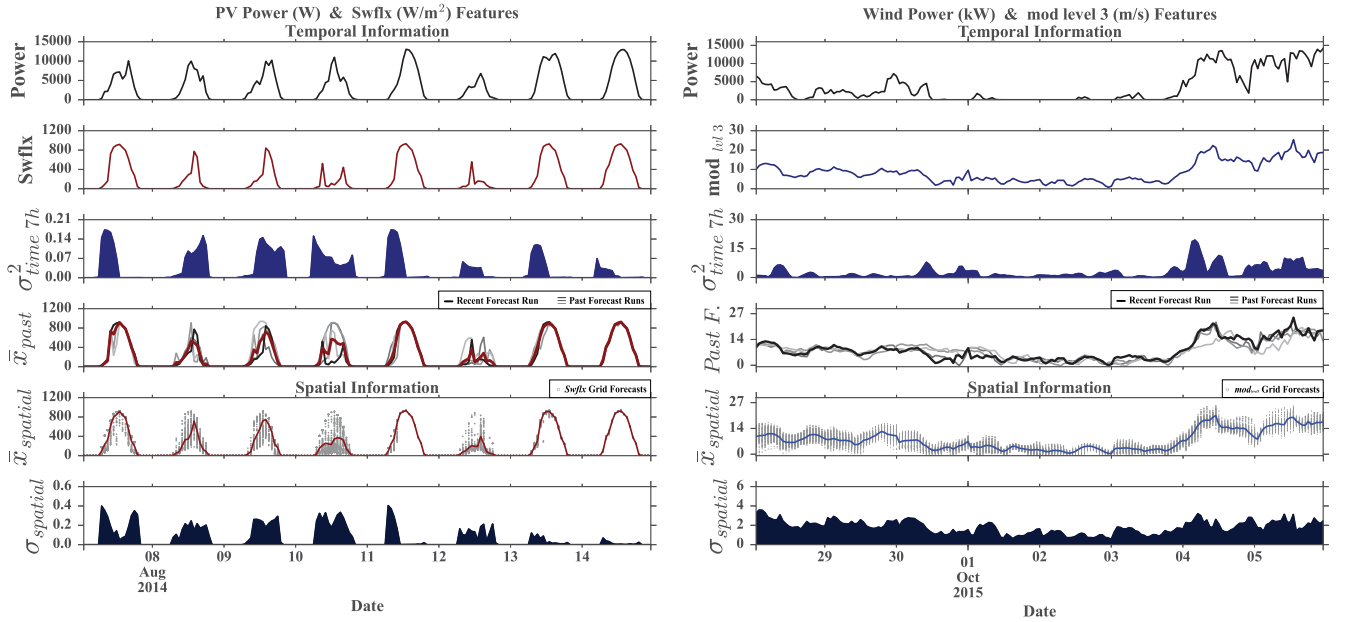 PV Power (W) & Swflx (W/m²) Features
Temporal Information
Power
15000
10000
5000
0
Swflx
1200
800
400
0
σ²time 7h
0.21
0.14
0.07
0.00
Recent Forecast Run
Past Forecast Runs
x̅past
1200
800
400
0
Spatial Information
Swflx Grid Forecasts
x̅spatial
1200
800
400
0
σspatial
0.6
0.4
0.2
0.0
08 09 10 11 12 13 14
Aug
2014
Date
Wind Power (kW) & mod level 3 (m/s) Features
Temporal Information
Power
15000
10000
5000
0
mod lvl 3
30
20
10
0
σ²time 7h
30
15
0
Recent Forecast Run
Past Forecast Runs
Past F.
27
14
1
Spatial Information
mod Grid Forecasts
x̅spatial
27
14
0
σspatial
6
4
2
0
29 30 01 02 03 04 05
Oct
2015
Date